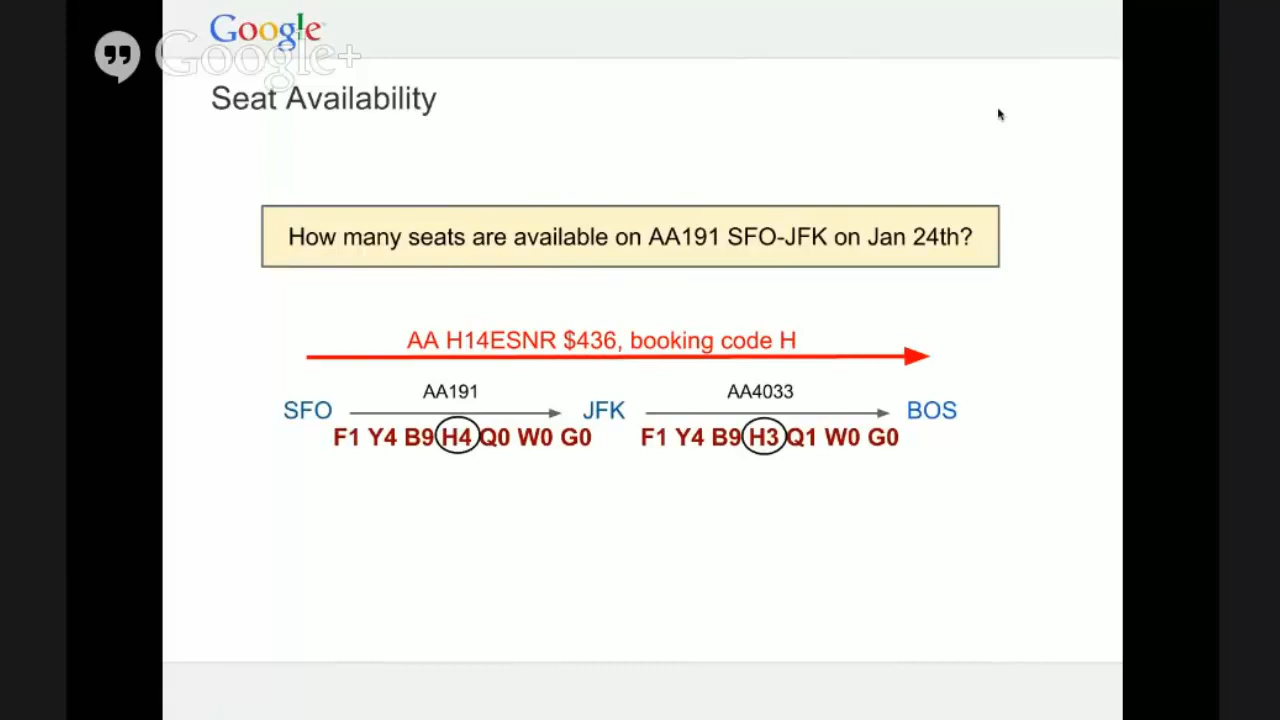 Google
Google+
Seat Availability
How many seats are available on AA191 SFO-JFK on Jan 24th?
AA H14ESNR $436, booking code H
AA191 AA4033
SFO JFK BOS
F1 Y4 B9 H4 Q0 W0 G0 F1 Y4 B9 H3 Q1 W0 G0